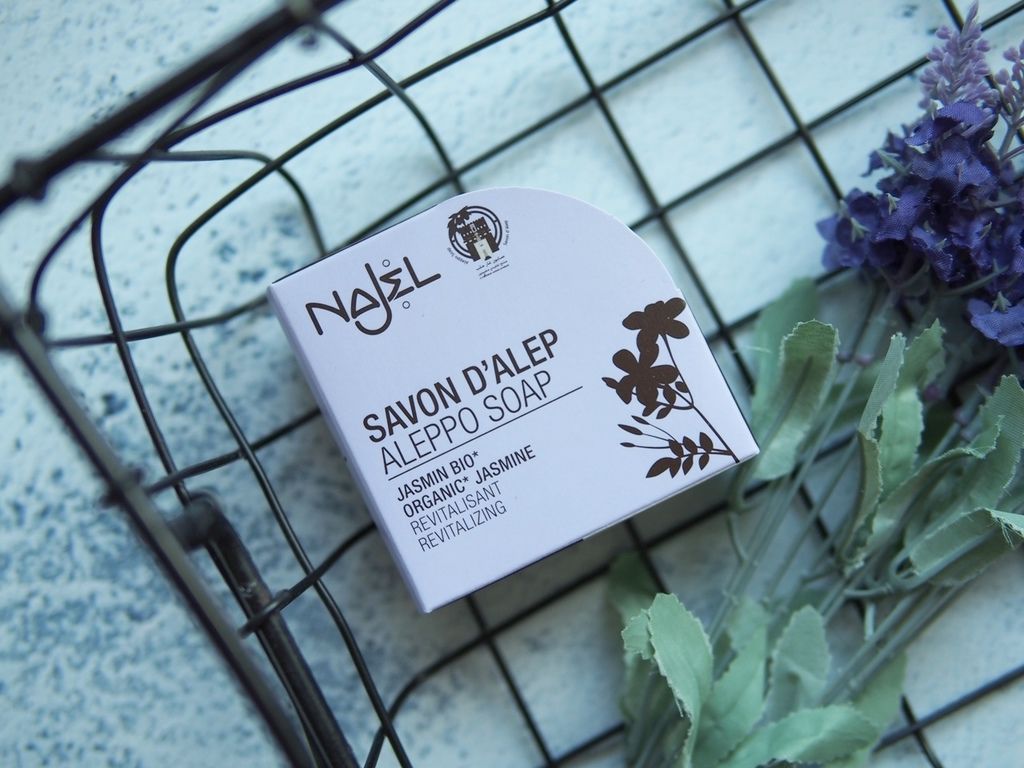 NAJEL
SAVON D'ALEP
ALEPPO SOAP
JASMIN BIO*
ORGANIC* JASMINE
REVITALISANT
REVITALIZING